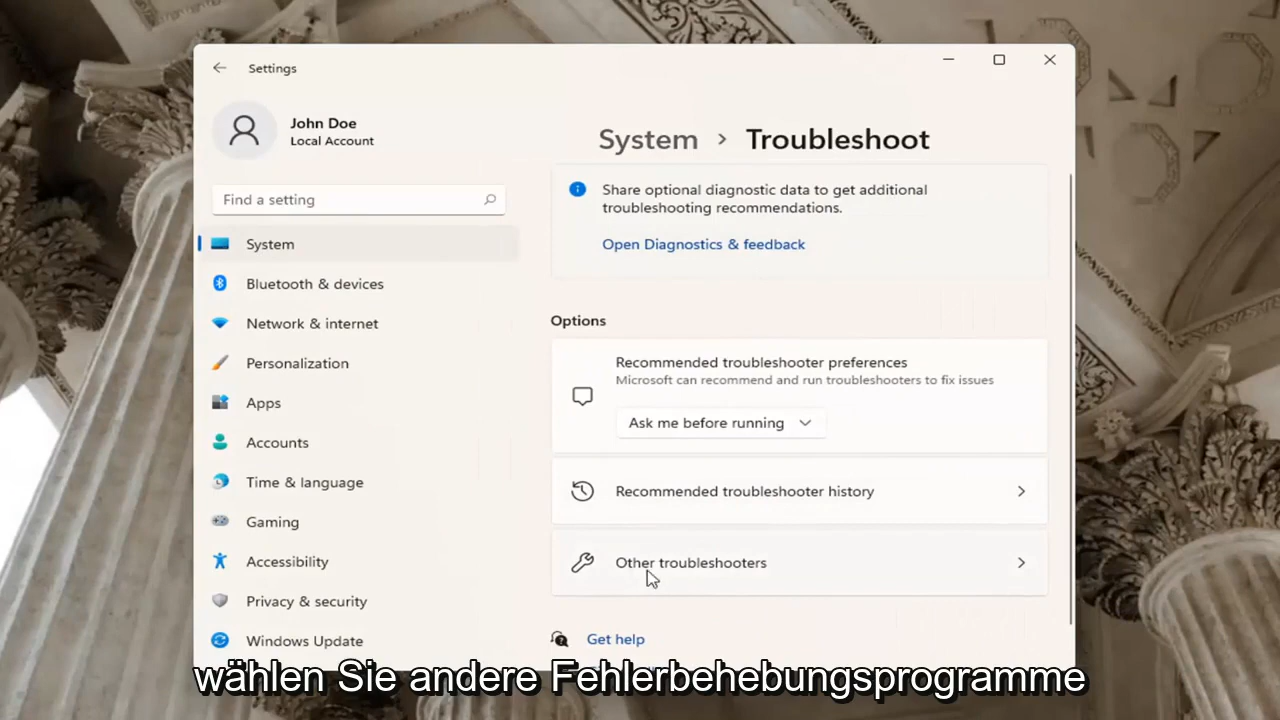 Settings
John Doe
Local Account
Find a setting
System
Bluetooth & devices
Network & internet
Personalization
Apps
Accounts
Time & language
Gaming
Accessibility
Privacy & security
Windows Update
System > Troubleshoot
Share optional diagnostic data to get additional
troubleshooting recommendations.
Open Diagnostics & feedback
Options
Recommended troubleshooter preferences
Microsoft can recommend and run troubleshooters to fix issues
Ask me before running
Recommended troubleshooter history
Other troubleshooters
Get help
wählen Sie andere Fehlerbehebungsprogramme